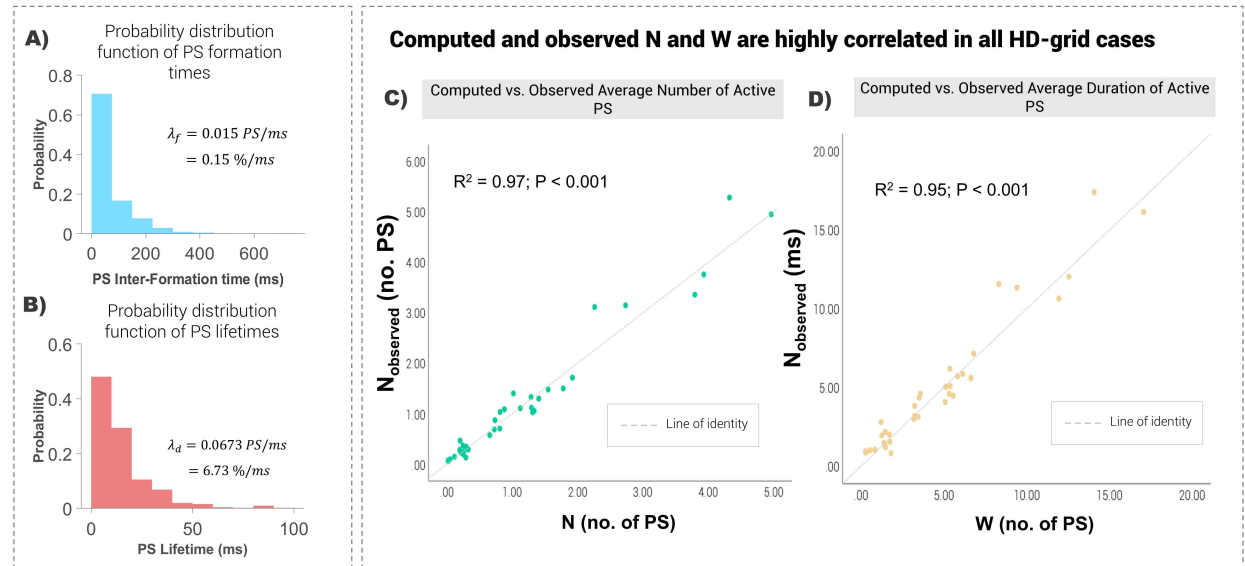 A)
Probability distribution
function of PS formation
times
0.8
0.6
0.4
0.2
0
Probability
λf = 0.015 PS/ms
= 0.15 %/ms
0
200
400
600
PS Inter-Formation time (ms)
B)
Probability distribution
function of PS lifetimes
0.6
0.4
0.2
0
Probability
λd = 0.0673 PS/ms
= 6.73 %/ms
0
50
100
PS Lifetime (ms)
Computed and observed N and W are highly correlated in all HD-grid cases
C)
Computed vs. Observed Average Number of Active
PS
R² = 0.97; P < 0.001
6.00
5.00
4.00
3.00
2.00
1.00
.00
Nobserved (no. PS)
Line of identity
.00
1.00
2.00
3.00
4.00
5.00
N (no. of PS)
D)
Computed vs. Observed Average Duration of Active
PS
R² = 0.95; P < 0.001
20.00
15.00
10.00
5.00
.00
Nobserved (ms)
Line of identity
.00
5.00
10.00
15.00
20.00
W (no. of PS)